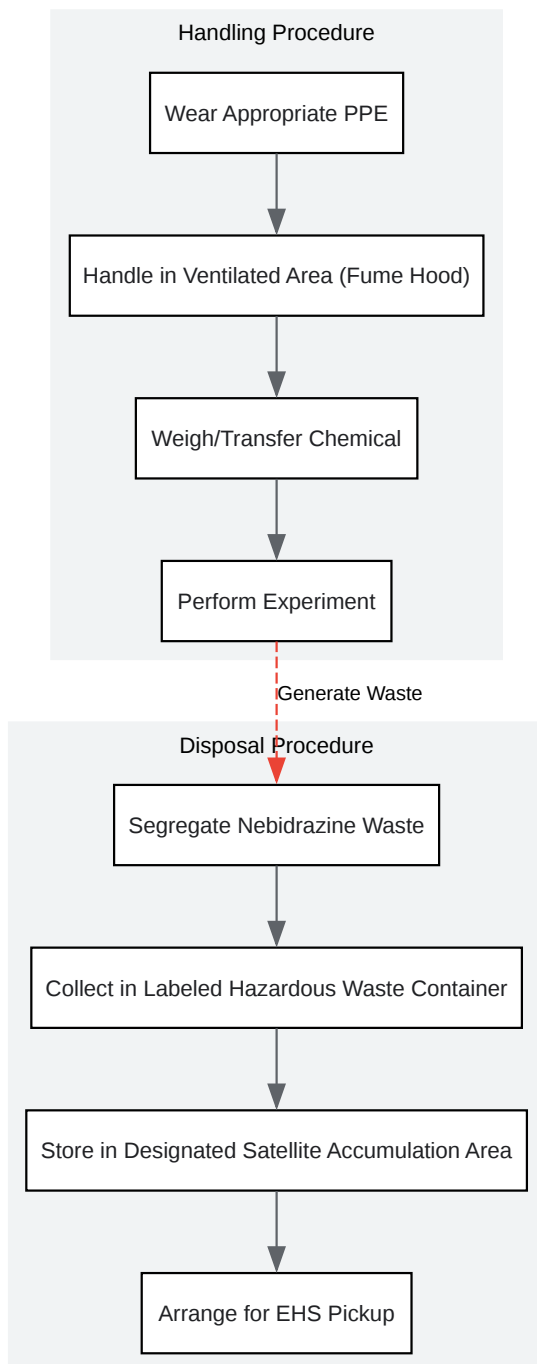 Handling Procedure
Wear Appropriate PPE
Handle in Ventilated Area (Fume Hood)
Weigh/Transfer Chemical
Perform Experiment
Generate Waste
Disposal Procedure
Segregate Nebidrazine Waste
Collect in Labeled Hazardous Waste Container
Store in Designated Satellite Accumulation Area
Arrange for EHS Pickup